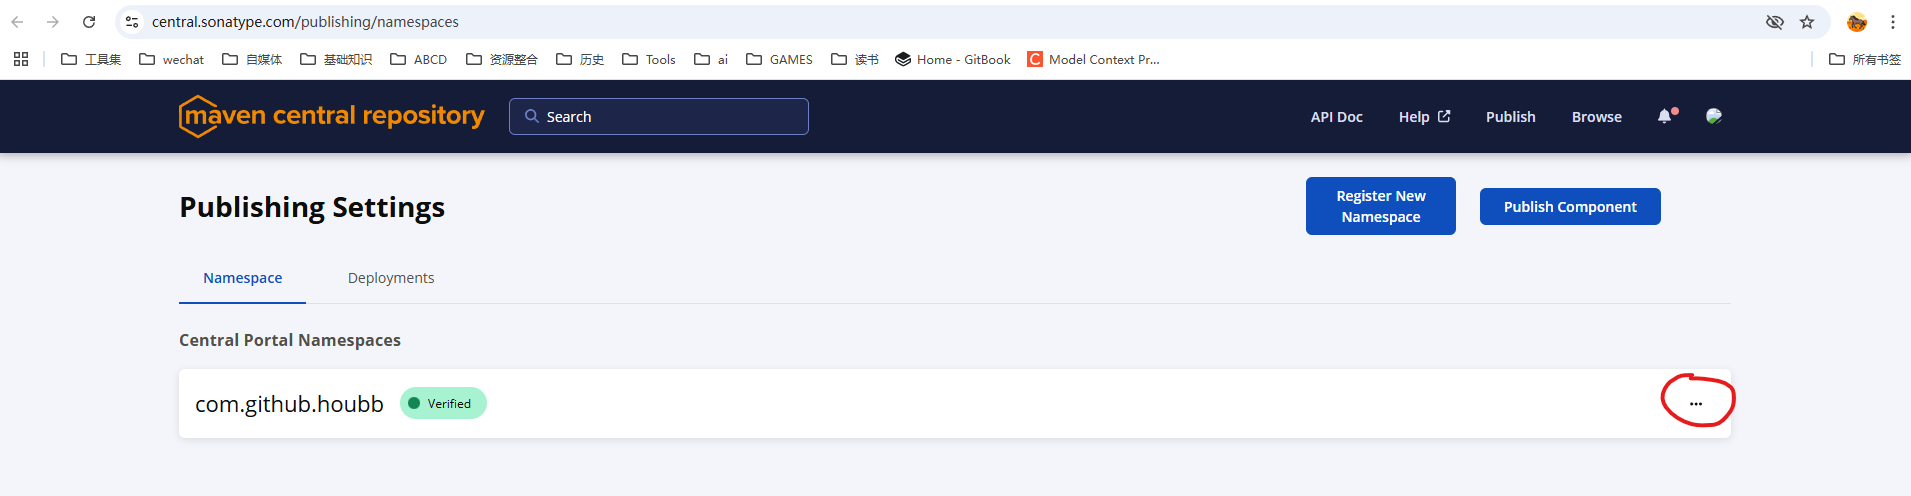 central.sonatype.com/publishing/namespaces
工具集 wechat 自媒体 基础知识 ABCD 资源整合 历史 Tools ai GAMES 读书 Home - GitBook Model Context Pr... 所有书签
maven central repository Search API Doc Help Publish Browse
Publishing Settings
Register New
Namespace
Publish Component
Namespace Deployments
Central Portal Namespaces
com.github.houbb Verified ...